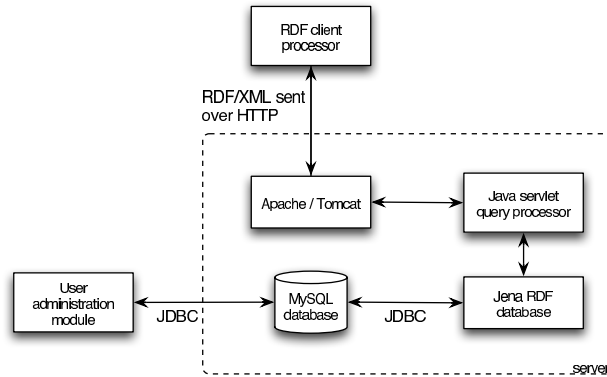 RDF client
processor
RDF/XML sent
over HTTP
Apache / Tomcat
Java servlet
query processor
User
administration
module
JDBC
MySQL
database
JDBC
Jena RDF
database
server